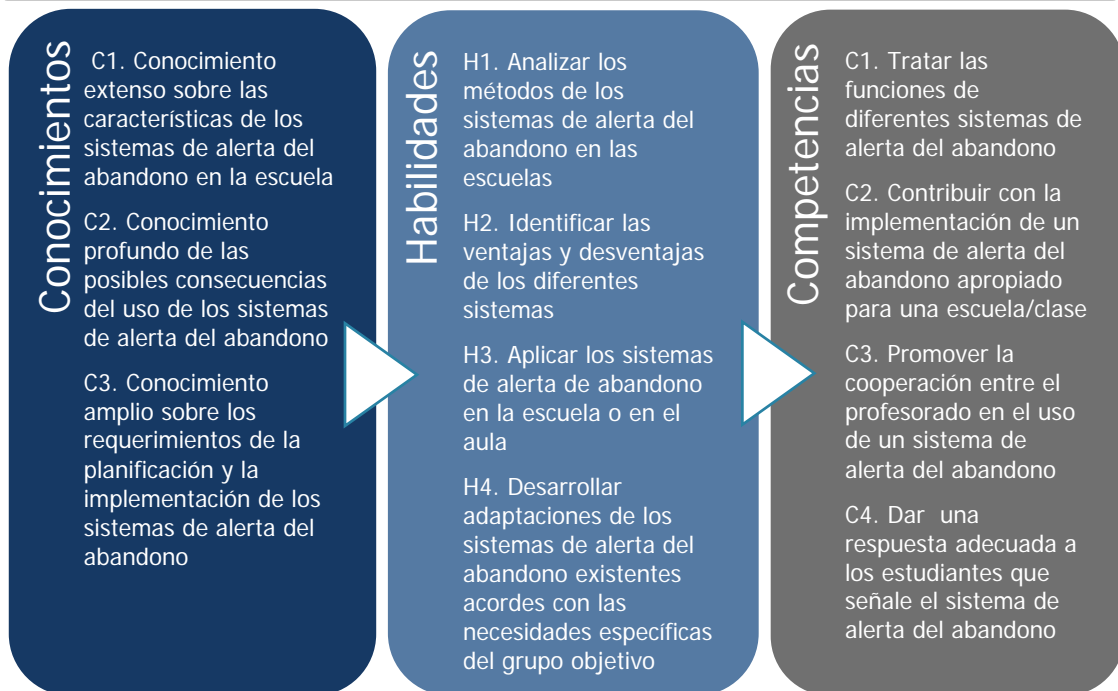 Conocimientos
C1. Conocimiento
extenso sobre las
características de los
sistemas de alerta del
abandono en la escuela
C2. Conocimiento
profundo de las
posibles consecuencias
del uso de los sistemas
de alerta del abandono
C3. Conocimiento
amplio sobre los
requerimientos de la
planificación y la
implementación de los
sistemas de alerta del
abandono
Habilidades
H1. Analizar los
métodos de los
sistemas de alerta del
abandono en las
escuelas
H2. Identificar las
ventajas y desventajas
de los diferentes
sistemas
H3. Aplicar los sistemas
de alerta de abandono
en la escuela o en el
aula
H4. Desarrollar
adaptaciones de los
sistemas de alerta del
abandono existentes
acordes con las
necesidades específicas
del grupo objetivo
Competencias
C1. Tratar las
funciones de
diferentes sistemas de
alerta del abandono
C2. Contribuir con la
implementación de un
sistema de alerta del
abandono apropiado
para una escuela/clase
C3. Promover la
cooperación entre el
profesorado en el uso
de un sistema de
alerta del abandono
C4. Dar una
respuesta adecuada a
los estudiantes que
señale el sistema de
alerta del abandono